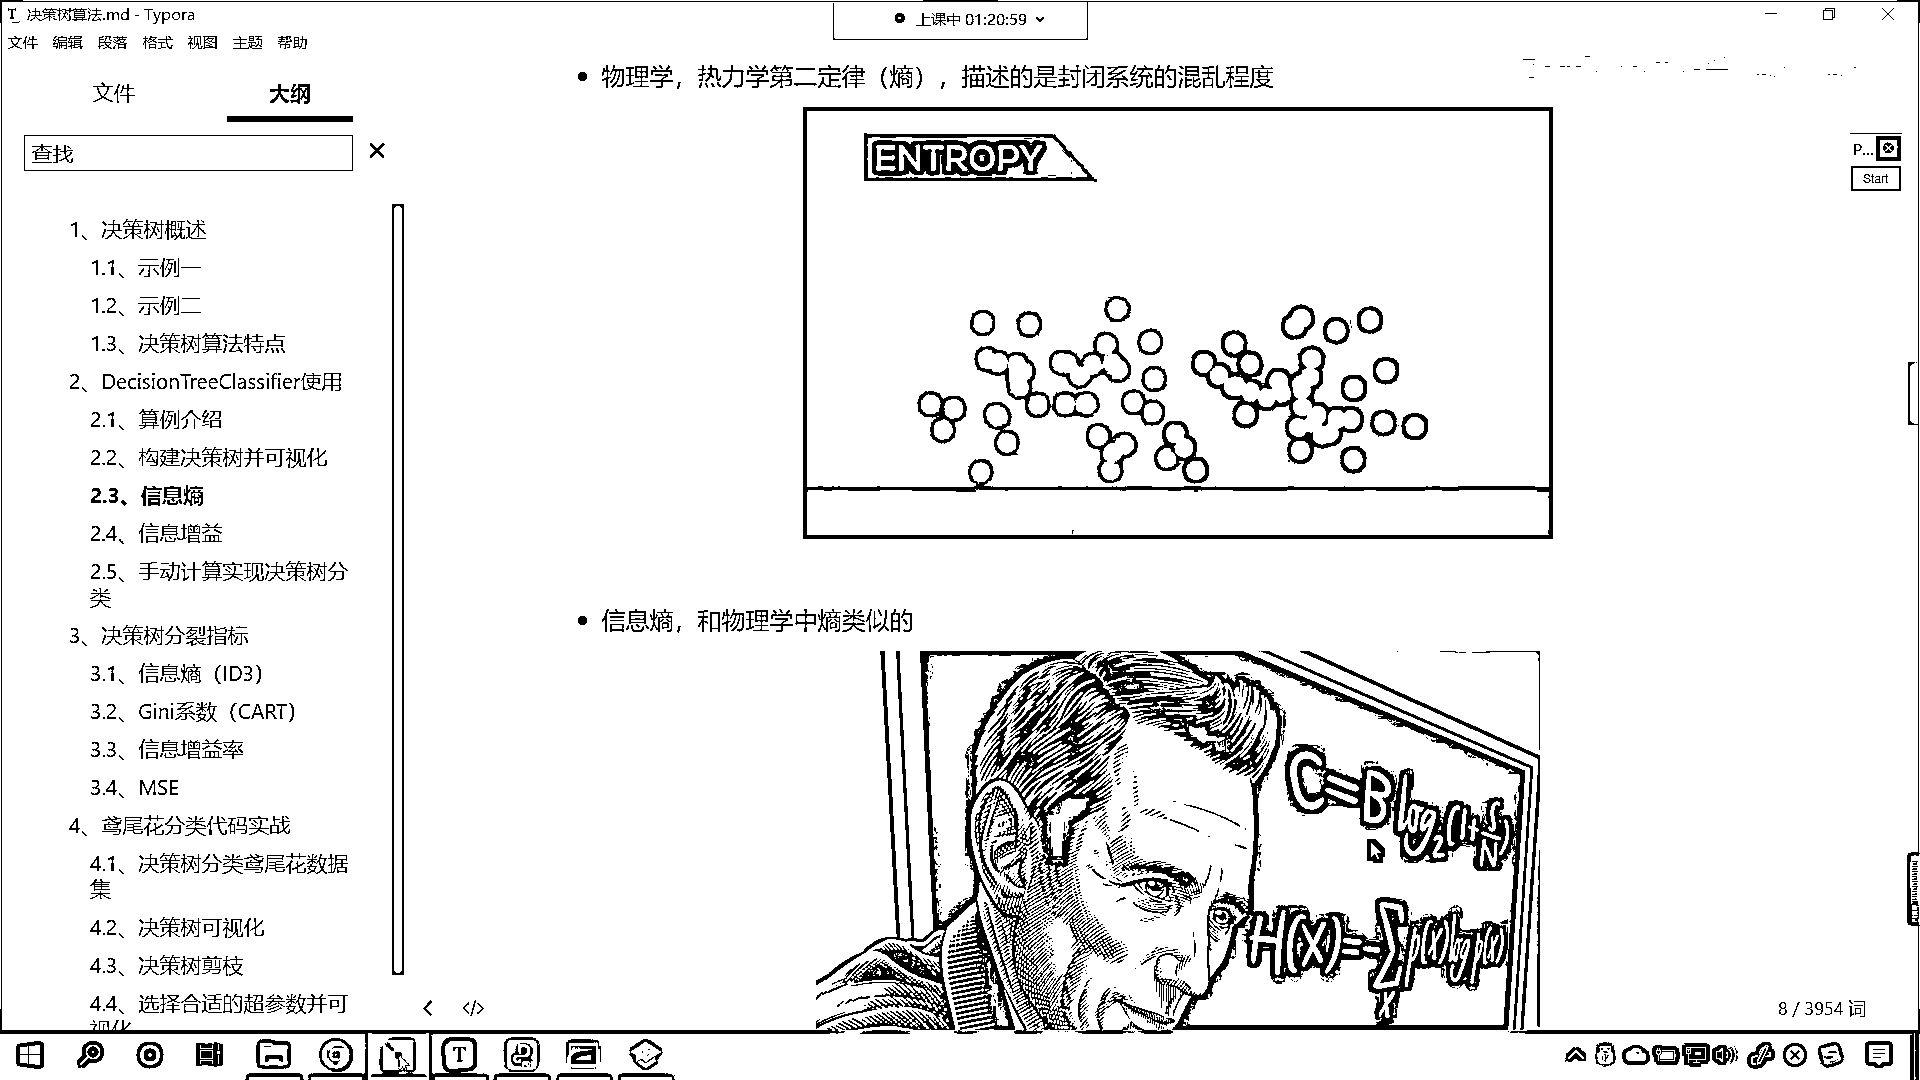 决策树算法.md - Typora
上课中 01:20:59
文件 编辑 段落 格式 视图 主题 帮助
文件 大纲
查找
1、决策树概述
1.1、示例一
1.2、示例二
1.3、决策树算法特点
2、DecisionTreeClassifier使用
2.1、算例介绍
2.2、构建决策树并可视化
2.3、信息熵
2.4、信息增益
2.5、手动计算实现决策树分
类
3、决策树分裂指标
3.1、信息熵（ID3）
3.2、Gini系数（CART）
3.3、信息增益率
3.4、MSE
4、鸢尾花分类代码实战
4.1、决策树分类鸢尾花数据
集
4.2、决策树可视化
4.3、决策树剪枝
4.4、选择合适的超参数并可
视化
物理学，热力学第二定律（熵），描述的是封闭系统的混乱程度
ENTROPY
信息熵，和物理学中熵类似的
C=Blog₂(1+S/N)
H(X)=-∑p(x)logp(x)
x
P...
Start
8 / 3954 词